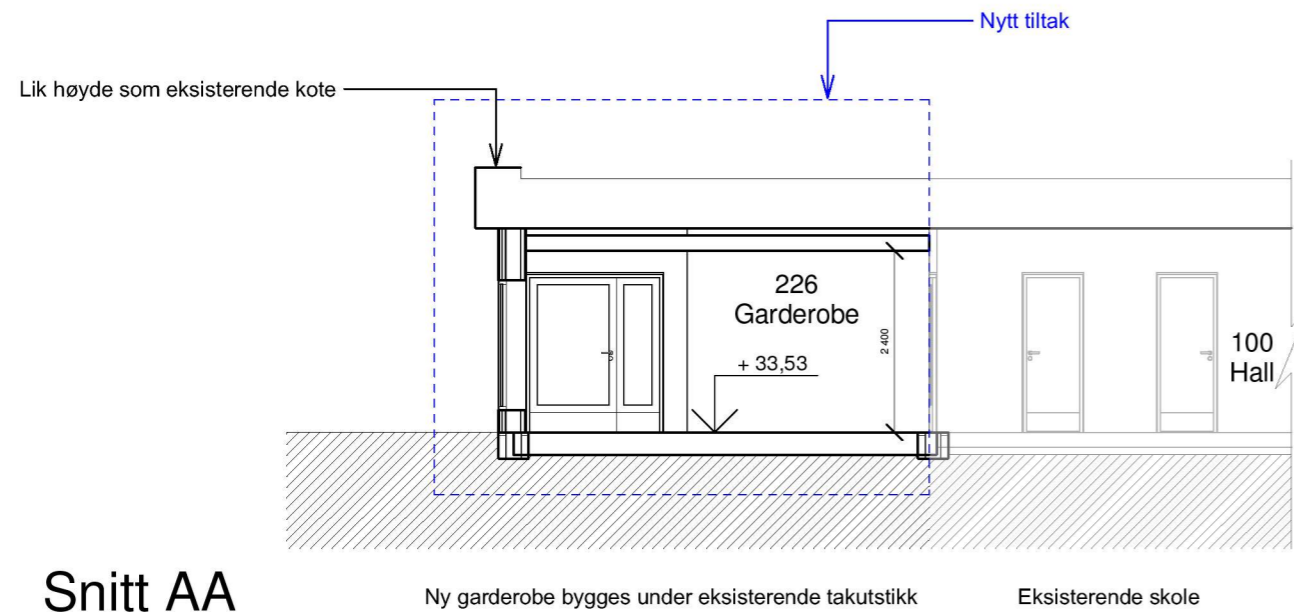 Nytt tiltak
Lik høyde som eksisterende kote
226
Garderobe
2 400
+ 33,53
100
Hall
Snitt AA
Ny garderobe bygges under eksisterende takutstikk
Eksisterende skole